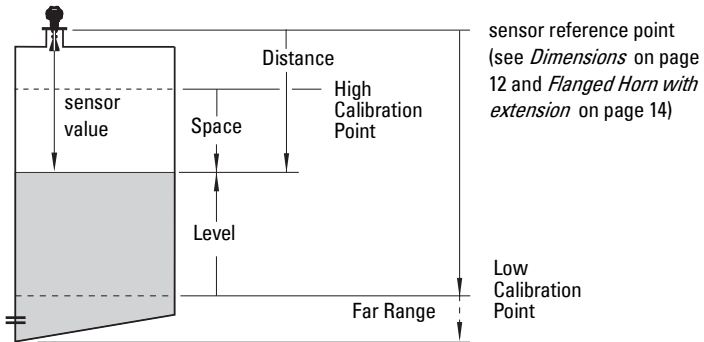 sensor reference point
(see Dimensions on page
12 and Flanged Horn with
extension on page 14)
Distance
High
Calibration
Point
sensor
value
Space
Level
Low
Calibration
Point
Far Range